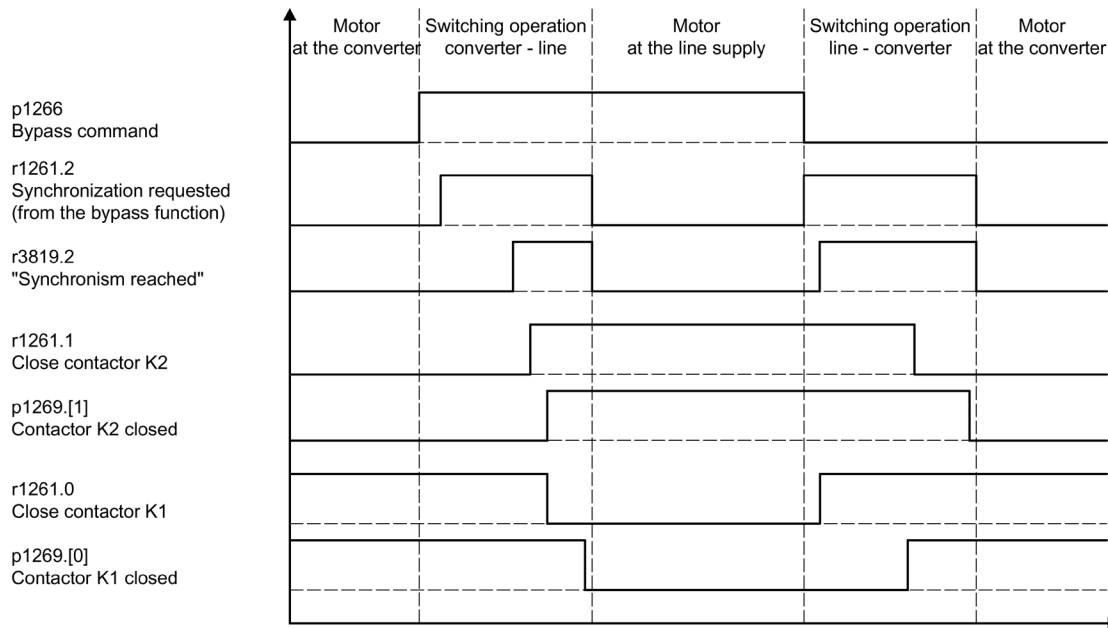 Motor
at the converter
Switching operation
converter - line
Motor
at the line supply
Switching operation
line - converter
Motor
at the converter
p1266
Bypass command
r1261.2
Synchronization requested
(from the bypass function)
r3819.2
"Synchronism reached"
r1261.1
Close contactor K2
p1269.[1]
Contactor K2 closed
r1261.0
Close contactor K1
p1269.[0]
Contactor K1 closed